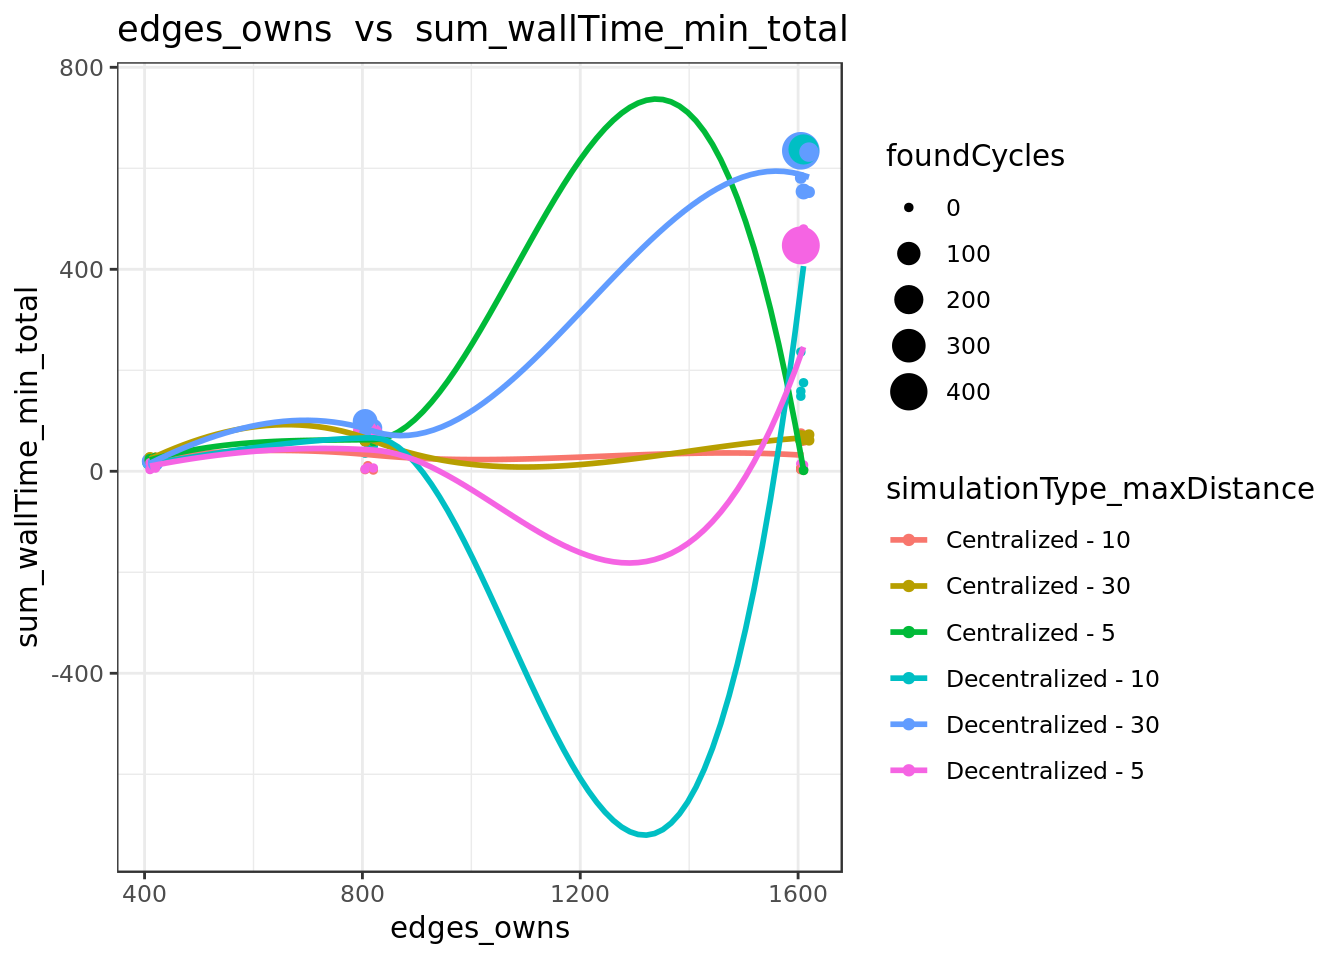 edges_owns  vs  sum_wallTime_min_total
800
400
0
-400
sum_wallTime_min_total
400
800
1200
1600
edges_owns
foundCycles
0
100
200
300
400
simulationType_maxDistance
Centralized - 10
Centralized - 30
Centralized - 5
Decentralized - 10
Decentralized - 30
Decentralized - 5